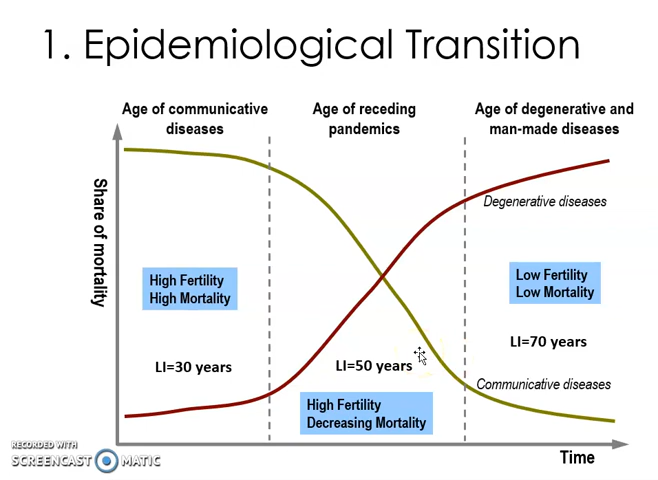 1. Epidemiological Transition
Age of communicative
diseases
Age of receding
pandemics
Age of degenerative and
man-made diseases
Share of mortality
Degenerative diseases
High Fertility
High Mortality
Low Fertility
Low Mortality
LI=70 years
LI=30 years
LI=50 years
Communicative diseases
High Fertility
Decreasing Mortality
Time
RECORDED WITH
SCREENCAST MATIC